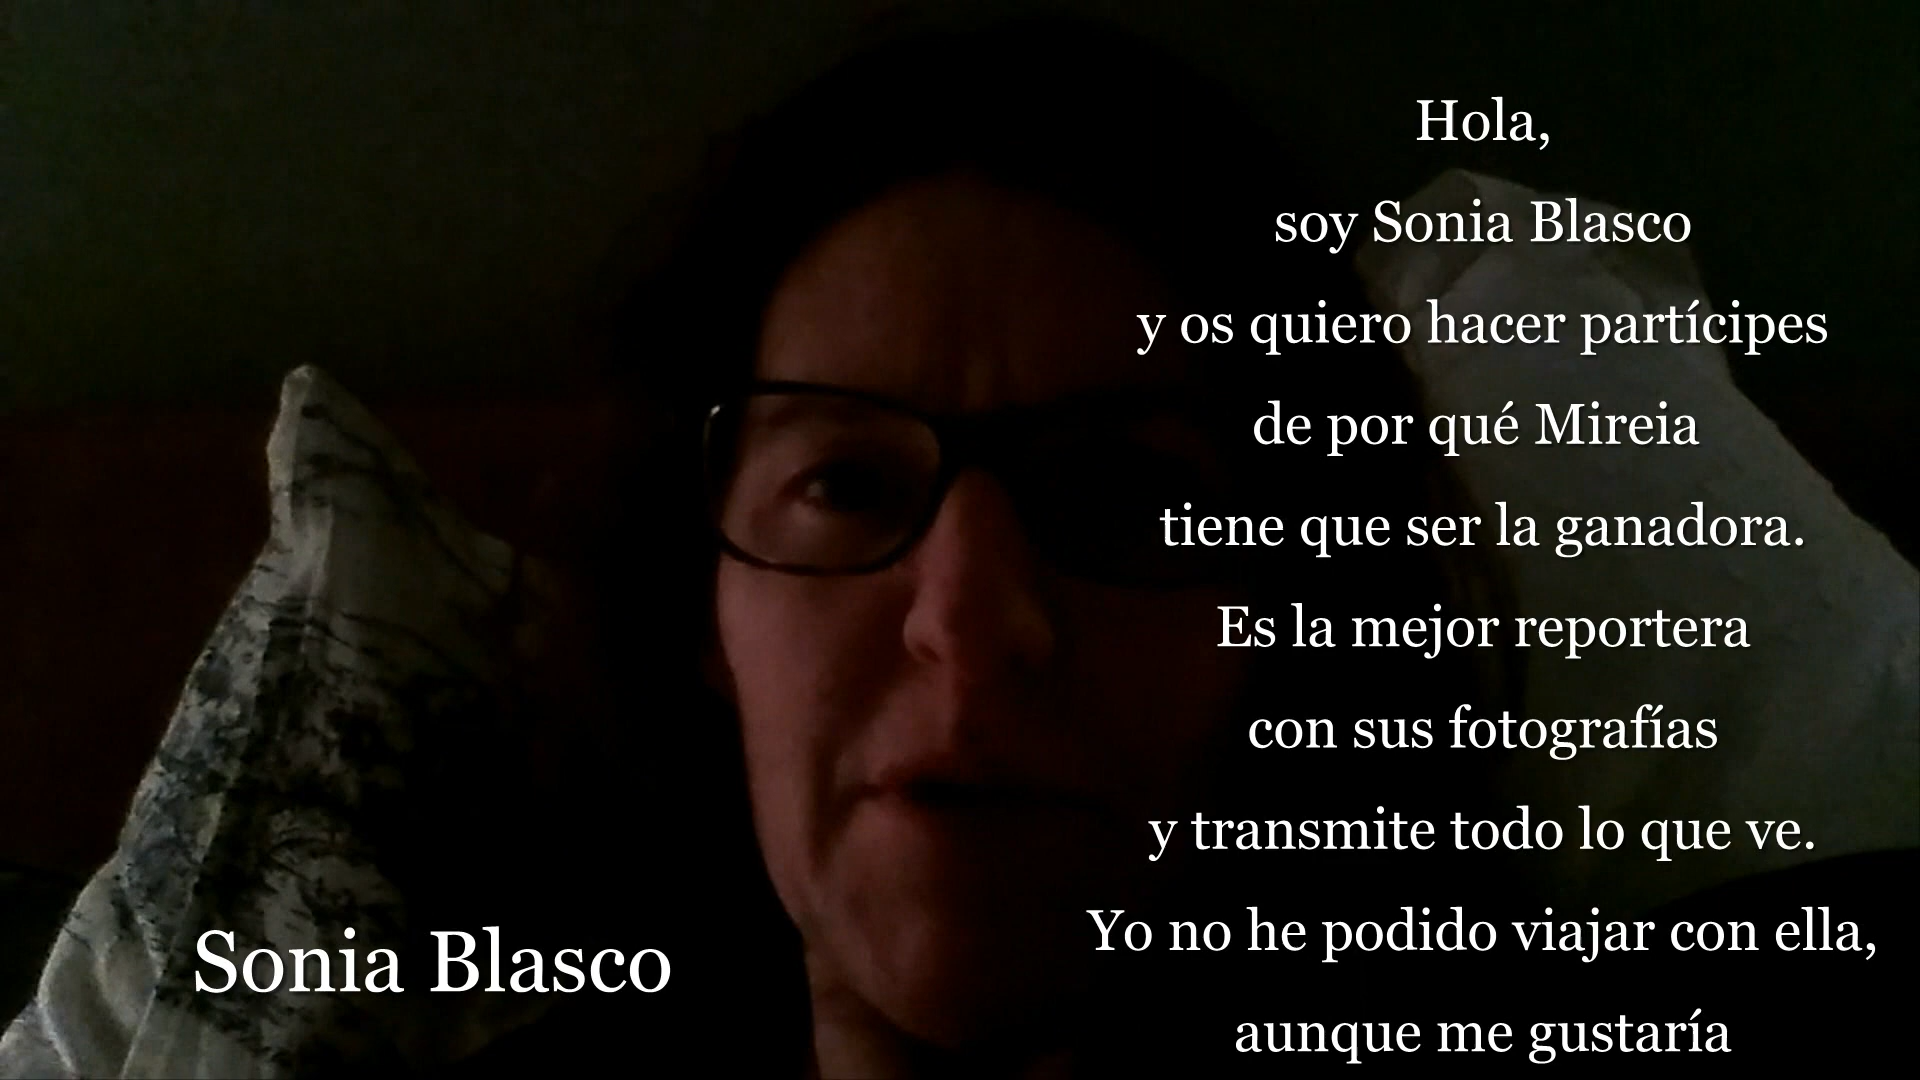 Hola,
soy Sonia Blasco
y os quiero hacer partícipes
de por qué Mireia
tiene que ser la ganadora.
Es la mejor reportera
con sus fotografías
y transmite todo lo que ve.
Yo no he podido viajar con ella,
aunque me gustaría
Sonia Blasco